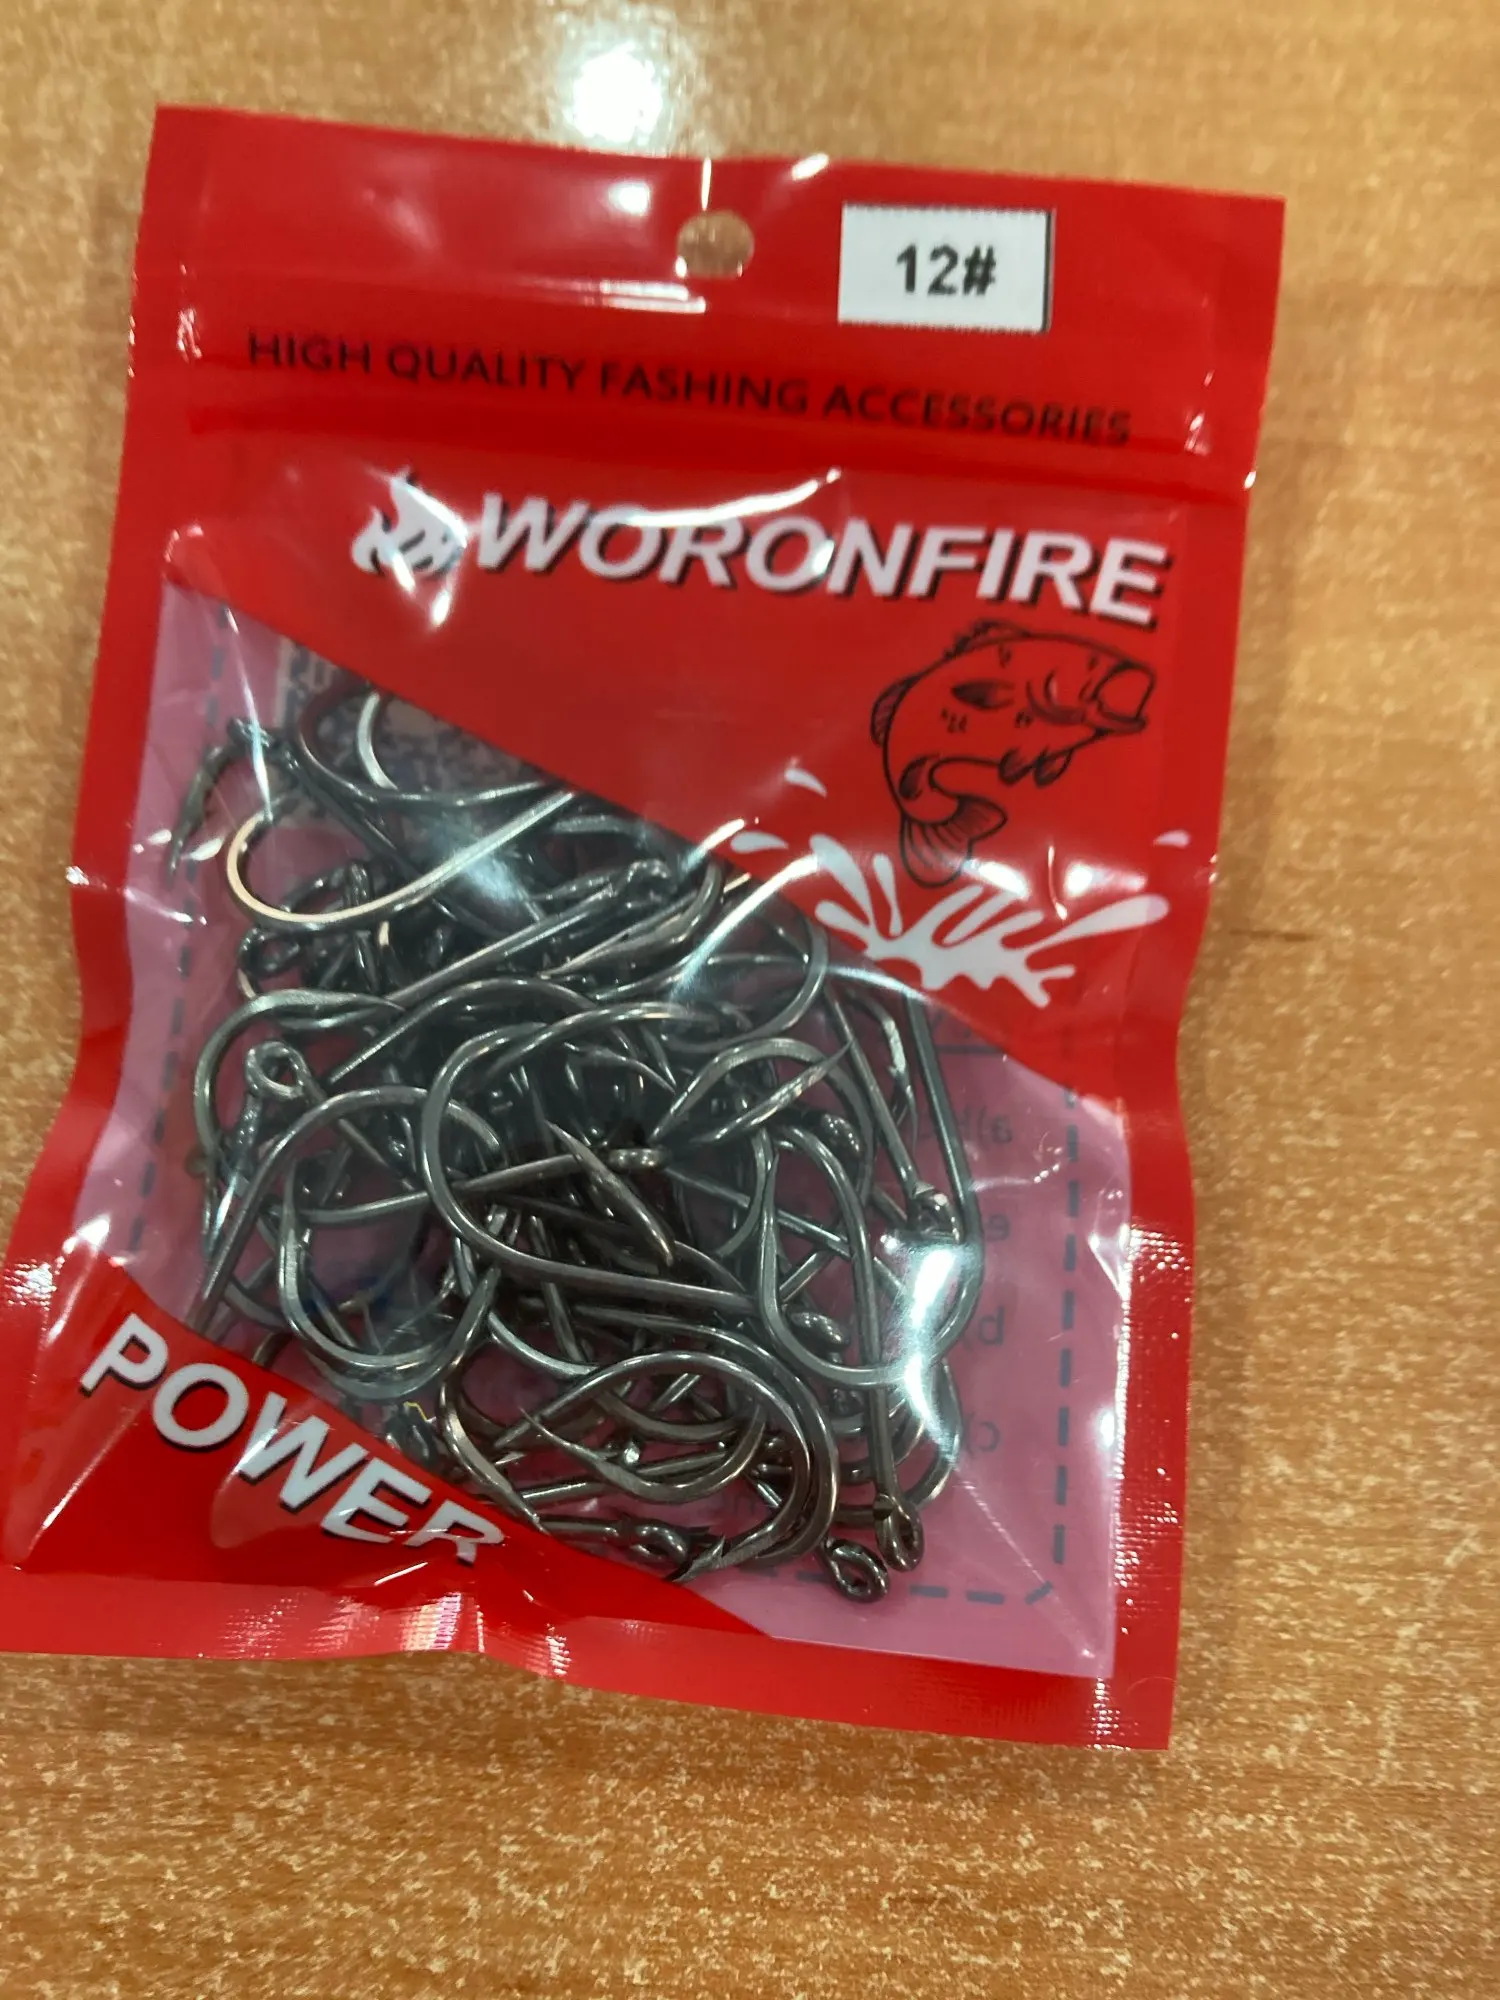 12#
HIGH QUALITY FASHING ACCESSORIES
WORONFIRE
POWER